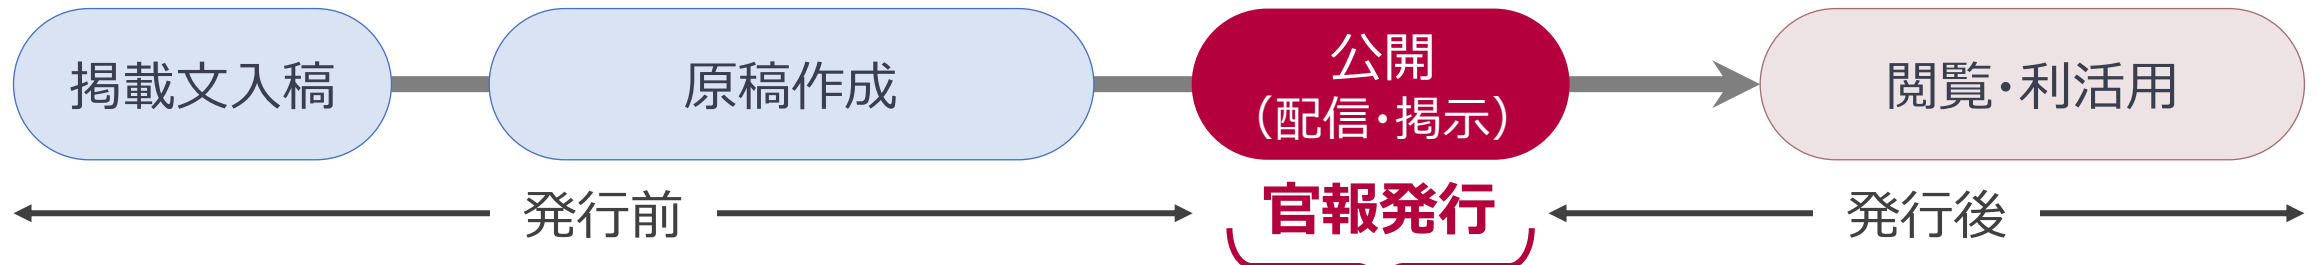 掲載文入稿
原稿作成
公開
（配信・掲示）
閲覧・利活用
発行前
官報発行
発行後